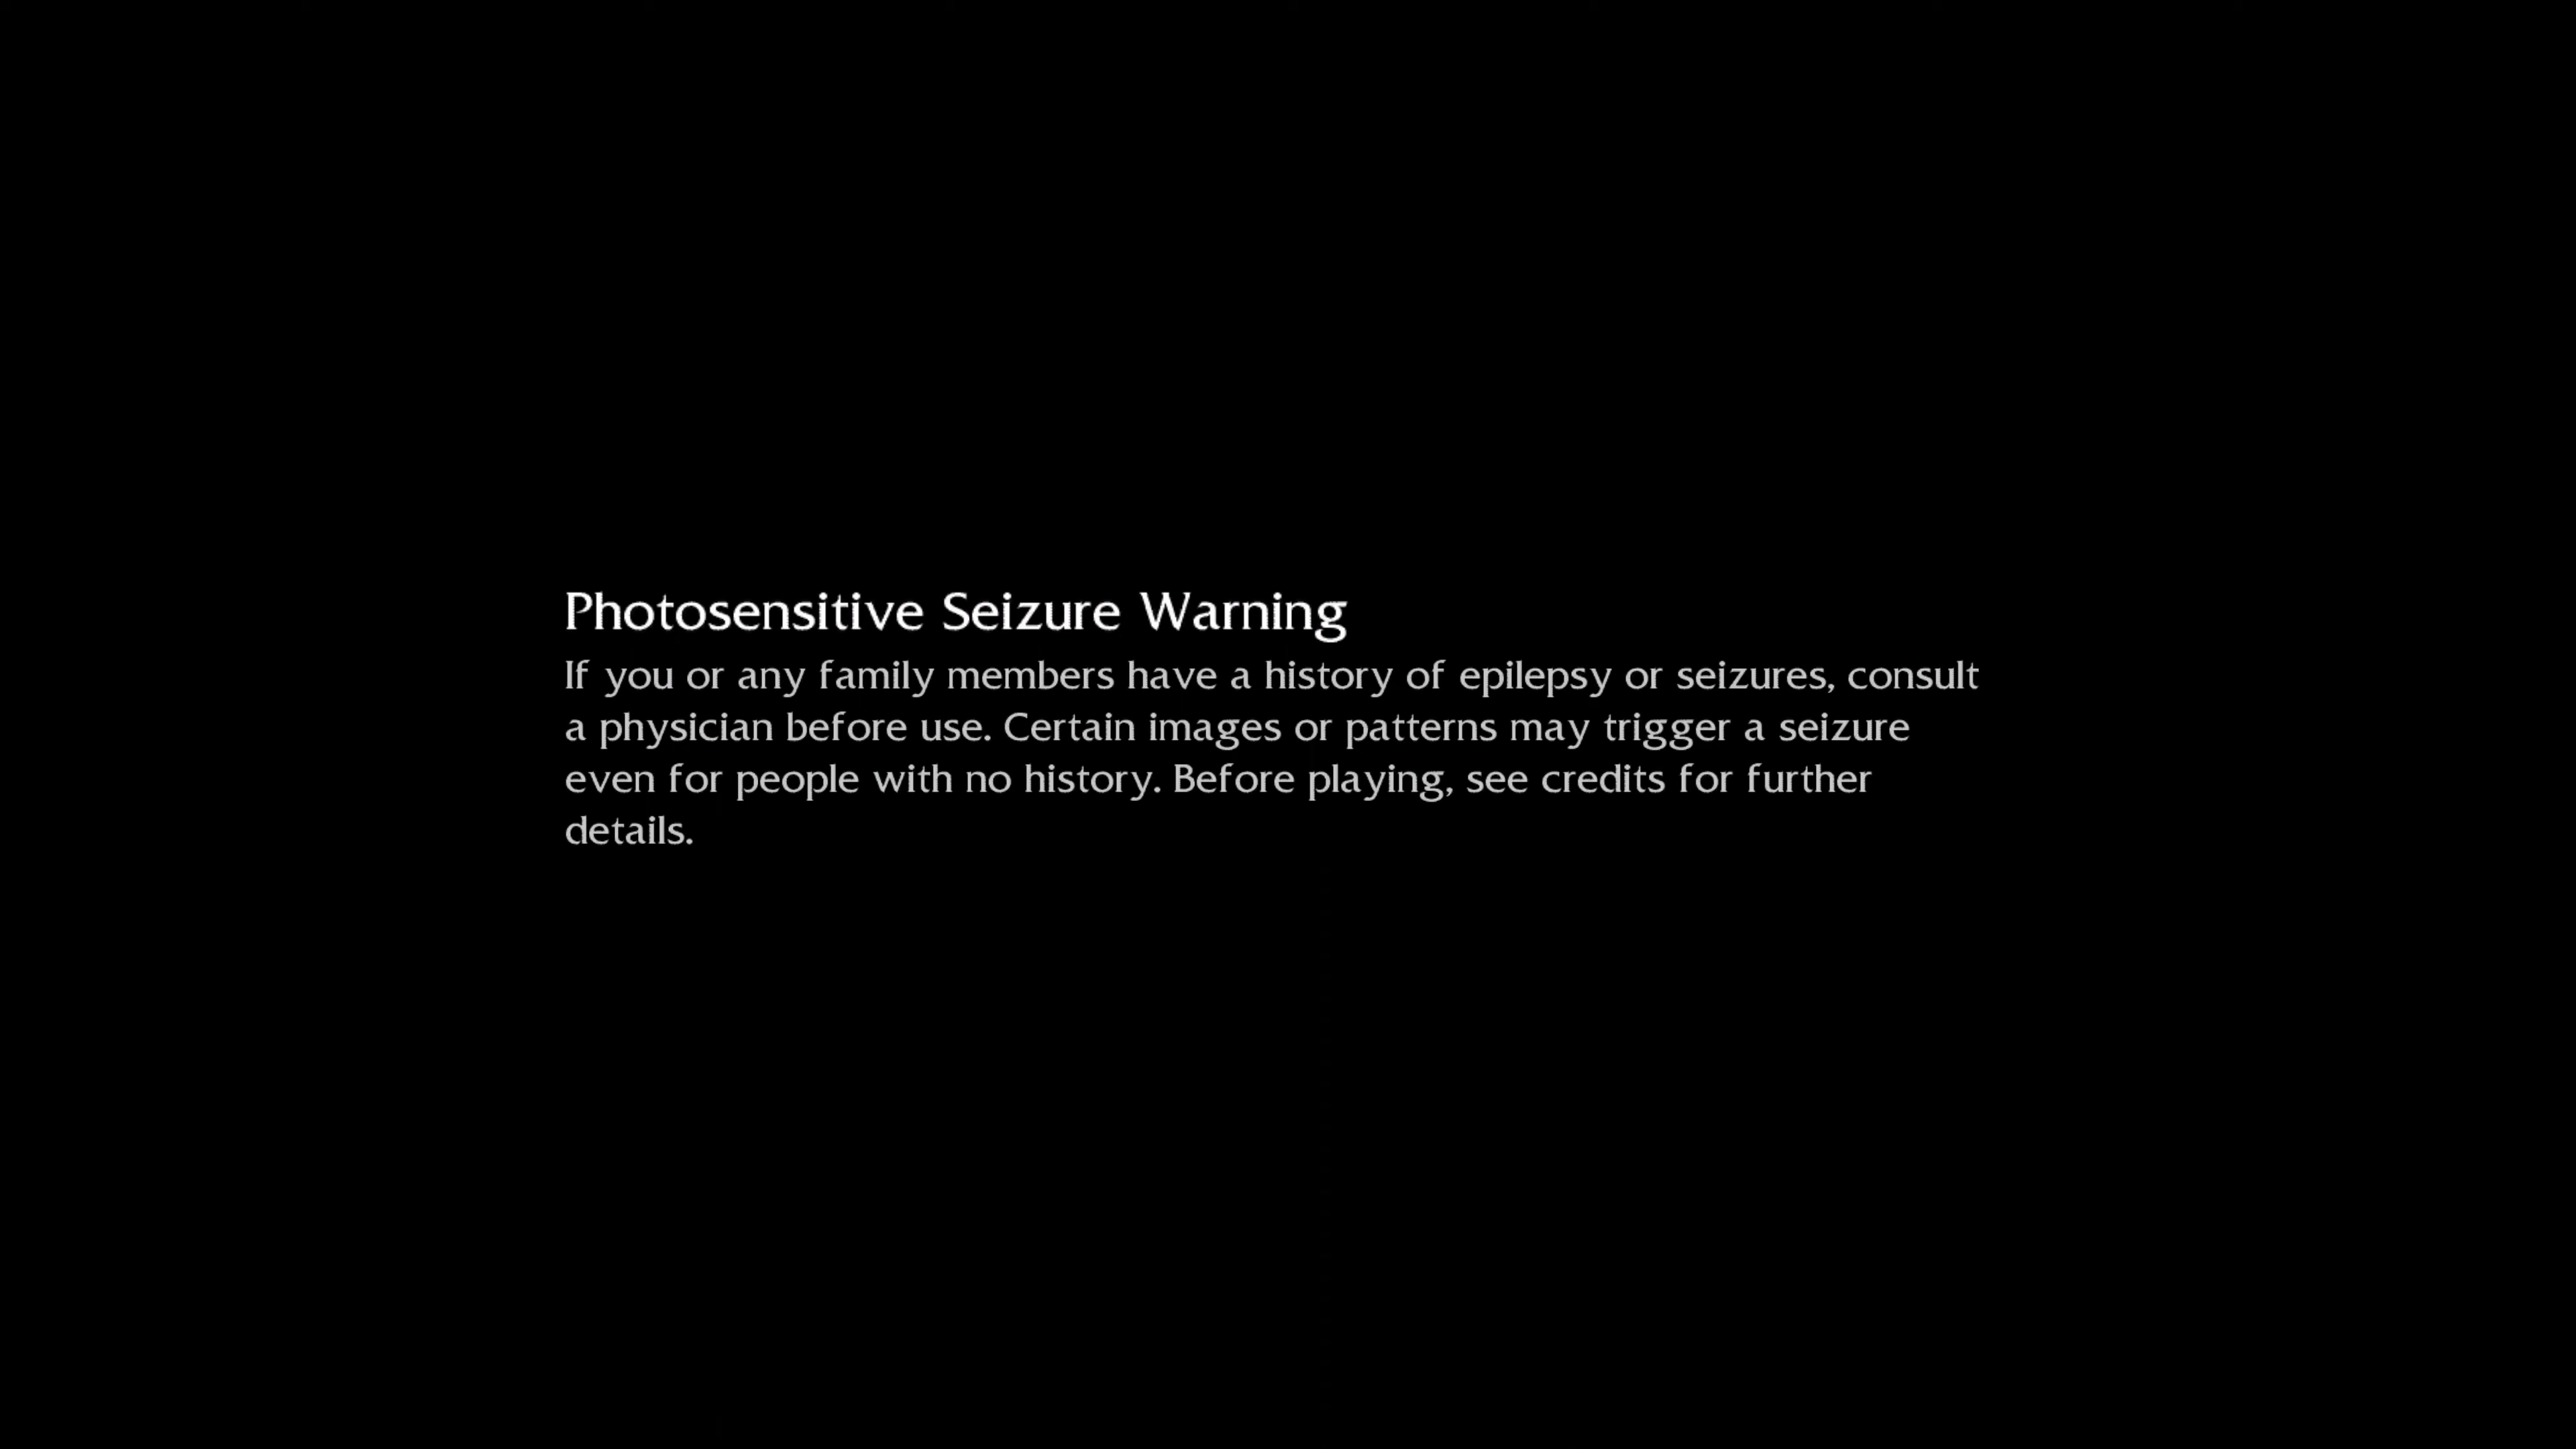 Photosensitive Seizure Warning
If you or any family members have a history of epilepsy or seizures, consult
a physician before use. Certain images or patterns may trigger a seizure
even for people with no history. Before playing, see credits for further
details.